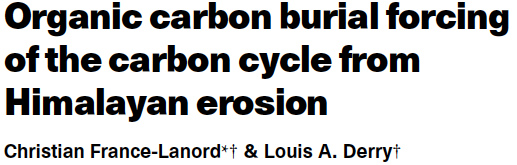 Organic carbon burial forcing
of the carbon cycle from
Himalayan erosion
Christian France-Lanord*† & Louis A. Derry†